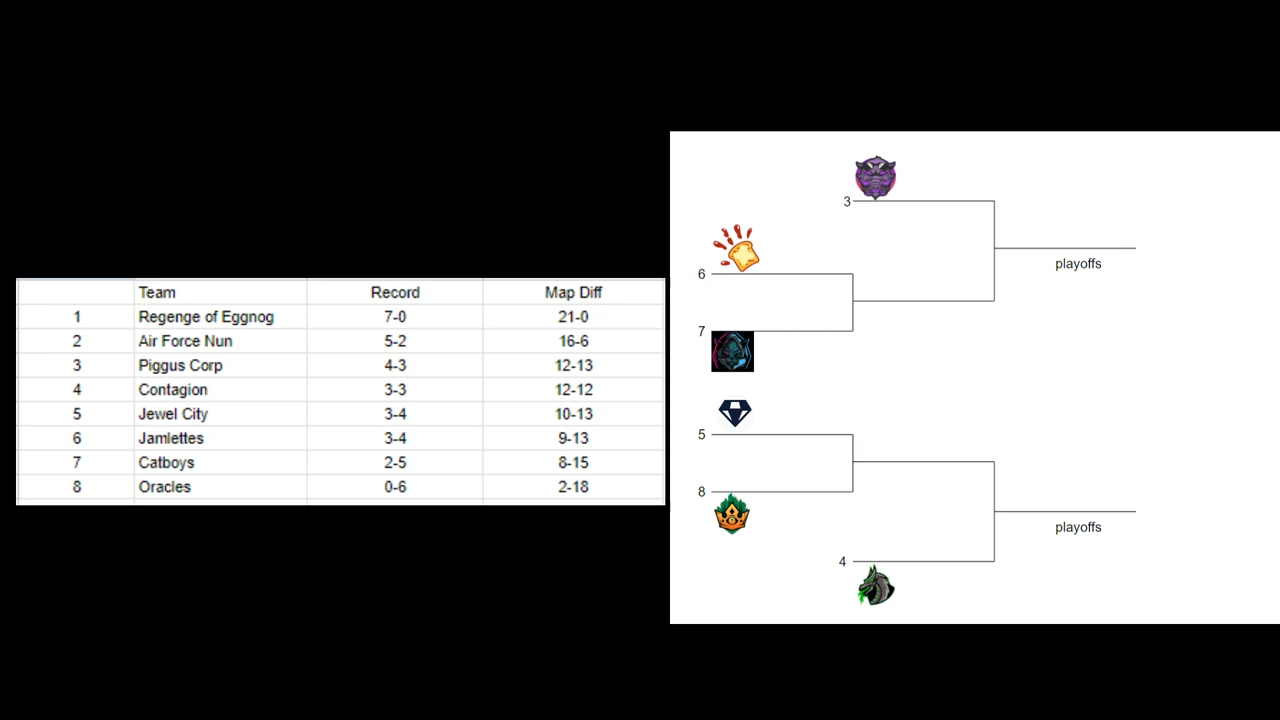 Team Record Map Diff
1 Regenge of Eggnog 7-0 21-0
2 Air Force Nun 5-2 16-6
3 Piggus Corp 4-3 12-13
4 Contagion 3-3 12-12
5 Jewel City 3-4 10-13
6 Jamlettes 3-4 9-13
7 Catboys 2-5 8-15
8 Oracles 0-6 2-18
3
6
playoffs
7
5
8
playoffs
4